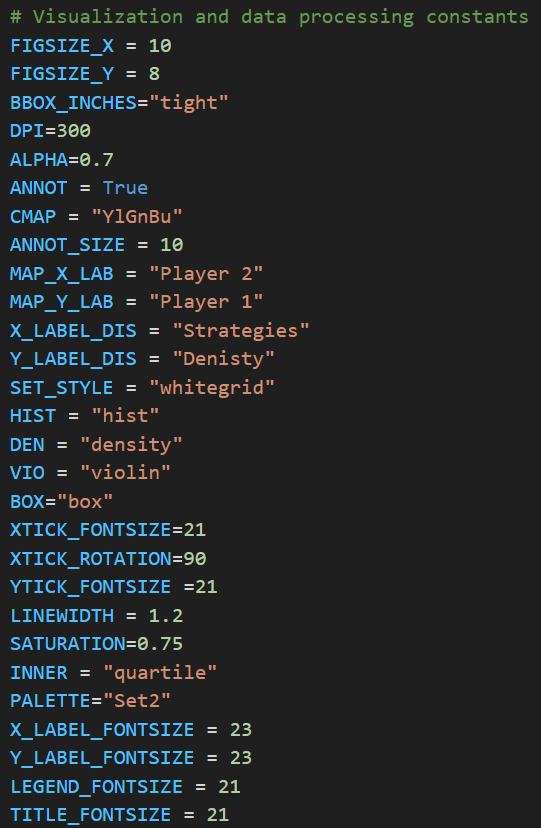 # Visualization and data processing constants
FIGSIZE_X = 10
FIGSIZE_Y = 8
BBOX_INCHES="tight"
DPI=300
ALPHA=0.7
ANNOT = True
CMAP = "YlGnBu"
ANNOT_SIZE = 10
MAP_X_LAB = "Player 2"
MAP_Y_LAB = "Player 1"
X_LABEL_DIS = "Strategies"
Y_LABEL_DIS = "Denisty"
SET_STYLE = "whitegrid"
HIST = "hist"
DEN = "density"
VIO = "violin"
BOX="box"
XTICK_FONTSIZE=21
XTICK_ROTATION=90
YTICK_FONTSIZE =21
LINEWIDTH = 1.2
SATURATION=0.75
INNER = "quartile"
PALETTE="Set2"
X_LABEL_FONTSIZE = 23
Y_LABEL_FONTSIZE = 23
LEGEND_FONTSIZE = 21
TITLE_FONTSIZE = 21